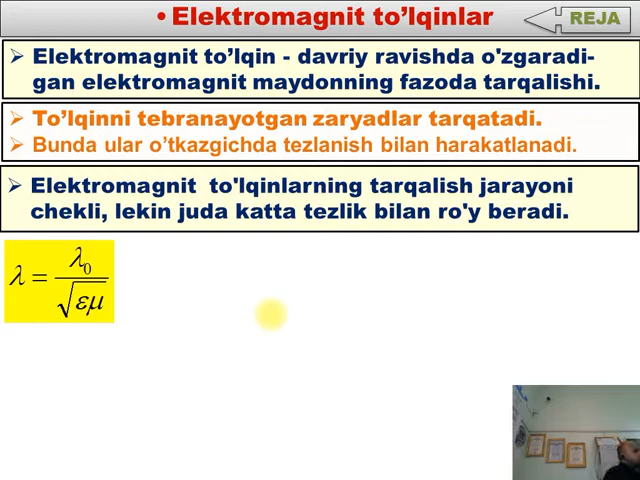 • Elektromagnit to’lqinlar
REJA
➢ Elektromagnit to’lqin - davriy ravishda o'zgaradi-
gan elektromagnit maydonning fazoda tarqalishi.
➢ To’lqinni tebranayotgan zaryadlar tarqatadi.
➢ Bunda ular o’tkazgichda tezlanish bilan harakatlanadi.
➢ Elektromagnit to'lqinlarning tarqalish jarayoni
chekli, lekin juda katta tezlik bilan ro'y beradi.
λ = λ₀ / √εμ